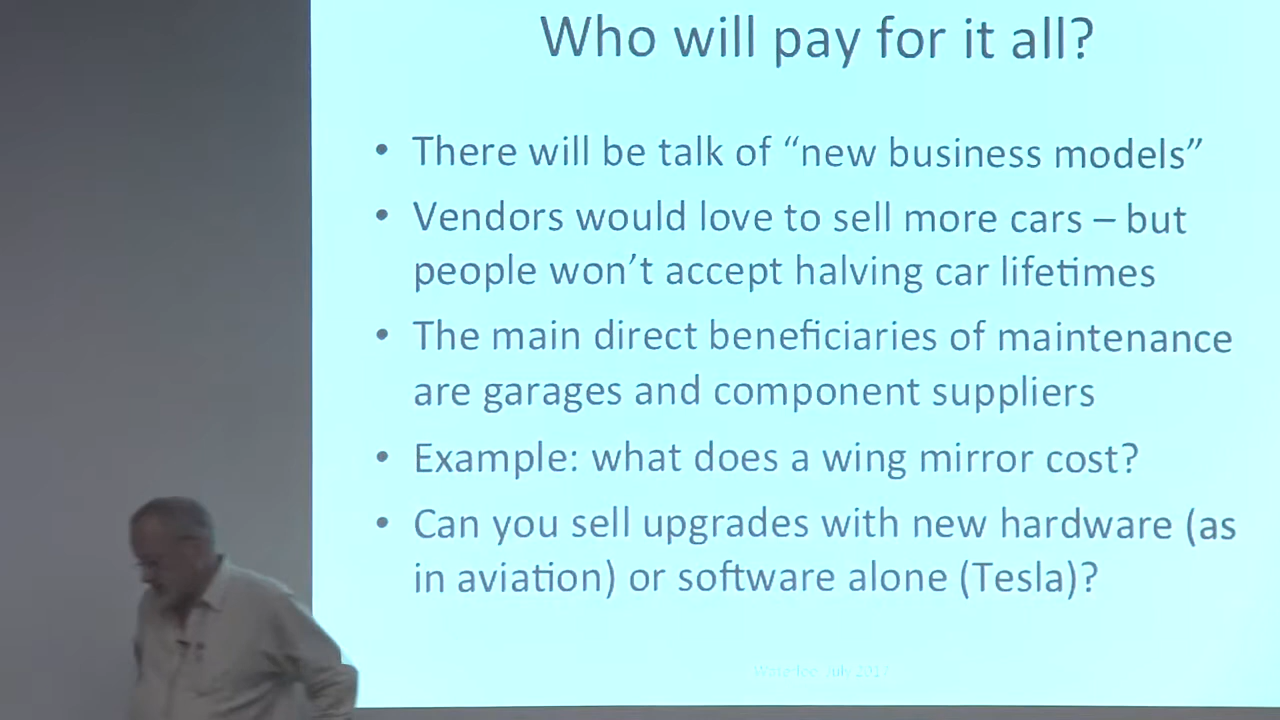 Who will pay for it all?
• There will be talk of “new business models”
• Vendors would love to sell more cars – but
people won’t accept halving car lifetimes
• The main direct beneficiaries of maintenance
are garages and component suppliers
• Example: what does a wing mirror cost?
• Can you sell upgrades with new hardware (as
in aviation) or software alone (Tesla)?
Waterloo, July 2017